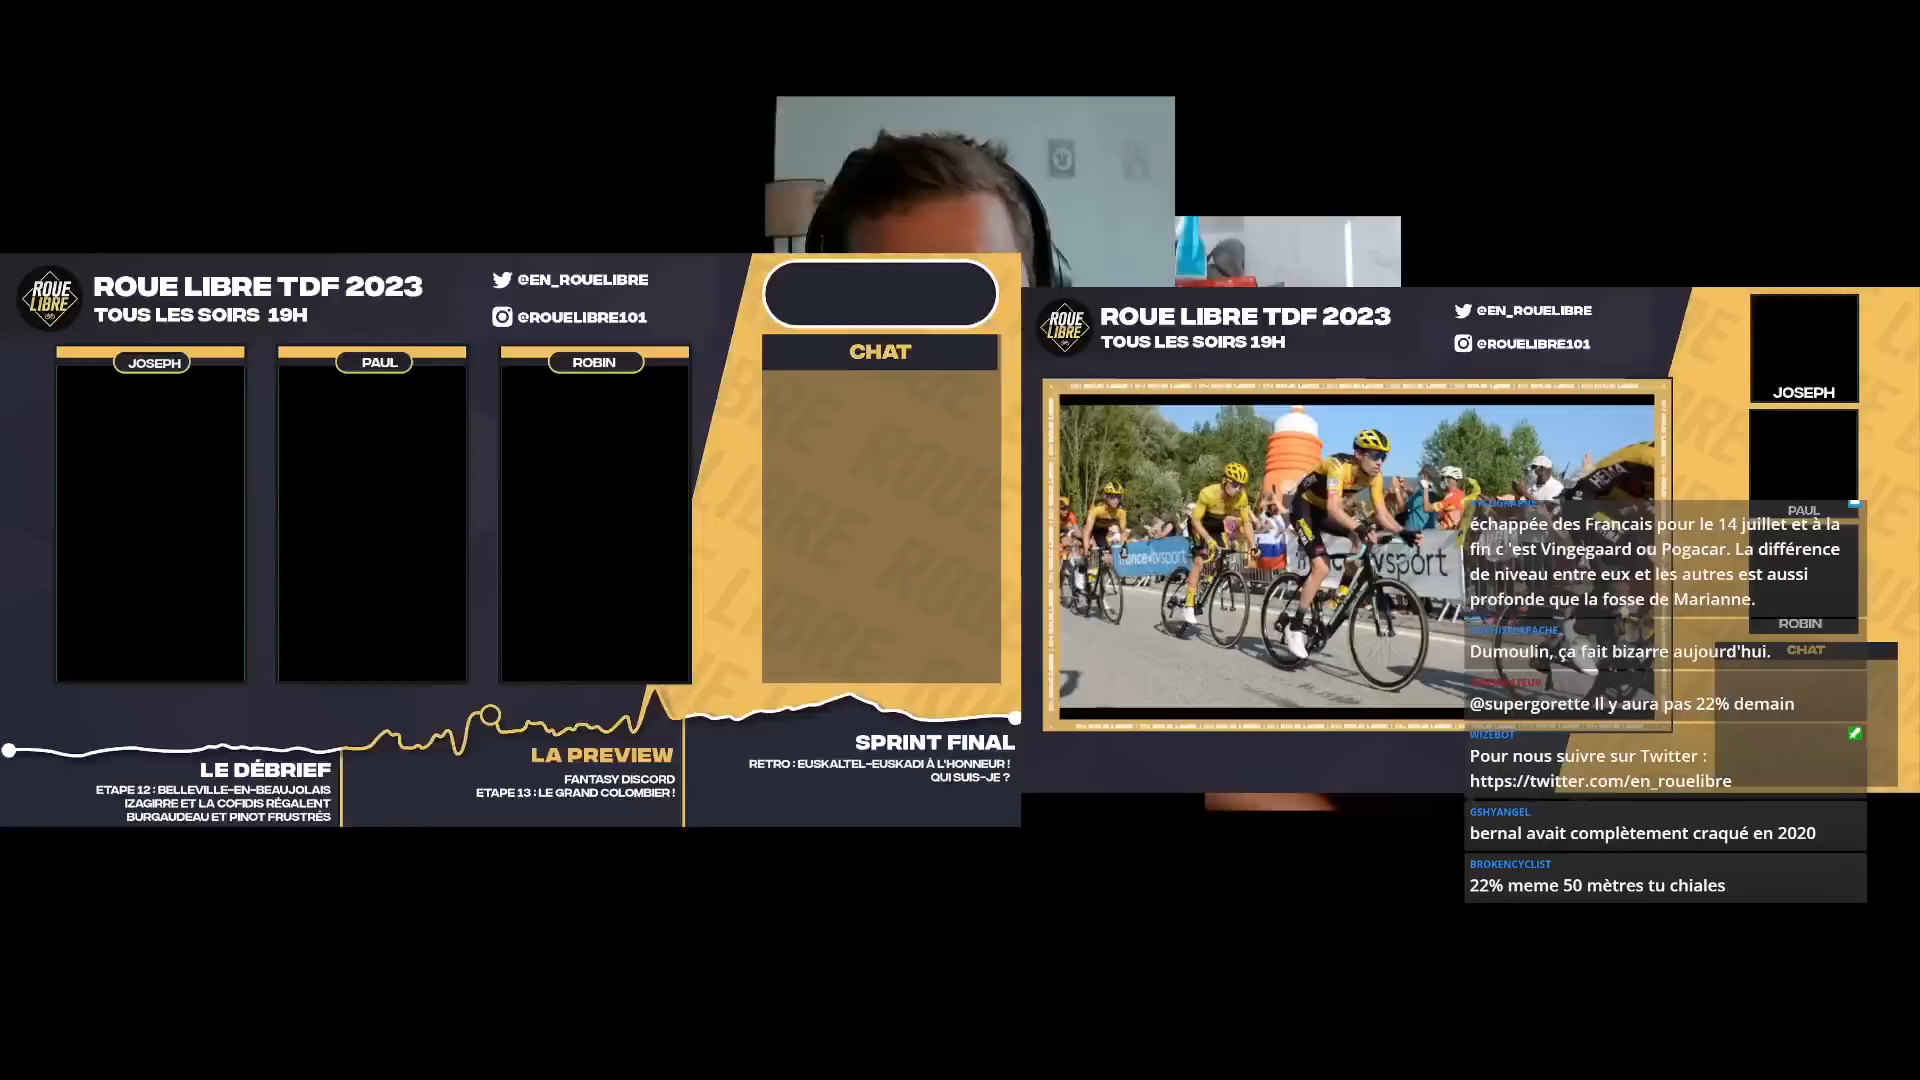 ROUE LIBRE
ROUE LIBRE TDF 2023
TOUS LES SOIRS 19H
@EN_ROUELIBRE
@ROUELIBRE101
JOSEPH
PAUL
ROBIN
CHAT
LE DÉBRIEF
ETAPE 12 : BELLEVILLE-EN-BEAUJOLAIS
IZAGIRRE ET LA COFIDIS RÉGALENT
BURGAUDEAU ET PINOT FRUSTRÉS
LA PREVIEW
FANTASY DISCORD
ETAPE 13 : LE GRAND COLOMBIER !
SPRINT FINAL
RETRO : EUSKALTEL-EUSKADI À L'HONNEUR !
QUI SUIS-JE ?
ROUE LIBRE
ROUE LIBRE TDF 2023
TOUS LES SOIRS 19H
@EN_ROUELIBRE
@ROUELIBRE101
JOSEPH
PAUL
ROBIN
CHAT
france•tvsport
tvsport
échappée des Francais pour le 14 juillet et à la
fin c 'est Vingegaard ou Pogacar. La différence
de niveau entre eux et les autres est aussi
profonde que la fosse de Marianne.
Dumoulin, ça fait bizarre aujourd'hui.
@supergorette Il y aura pas 22% demain
WIZEBOT
Pour nous suivre sur Twitter :
https://twitter.com/en_rouelibre
GSHYANGEL
bernal avait complètement craqué en 2020
BROKENCYCLIST
22% meme 50 mètres tu chiales